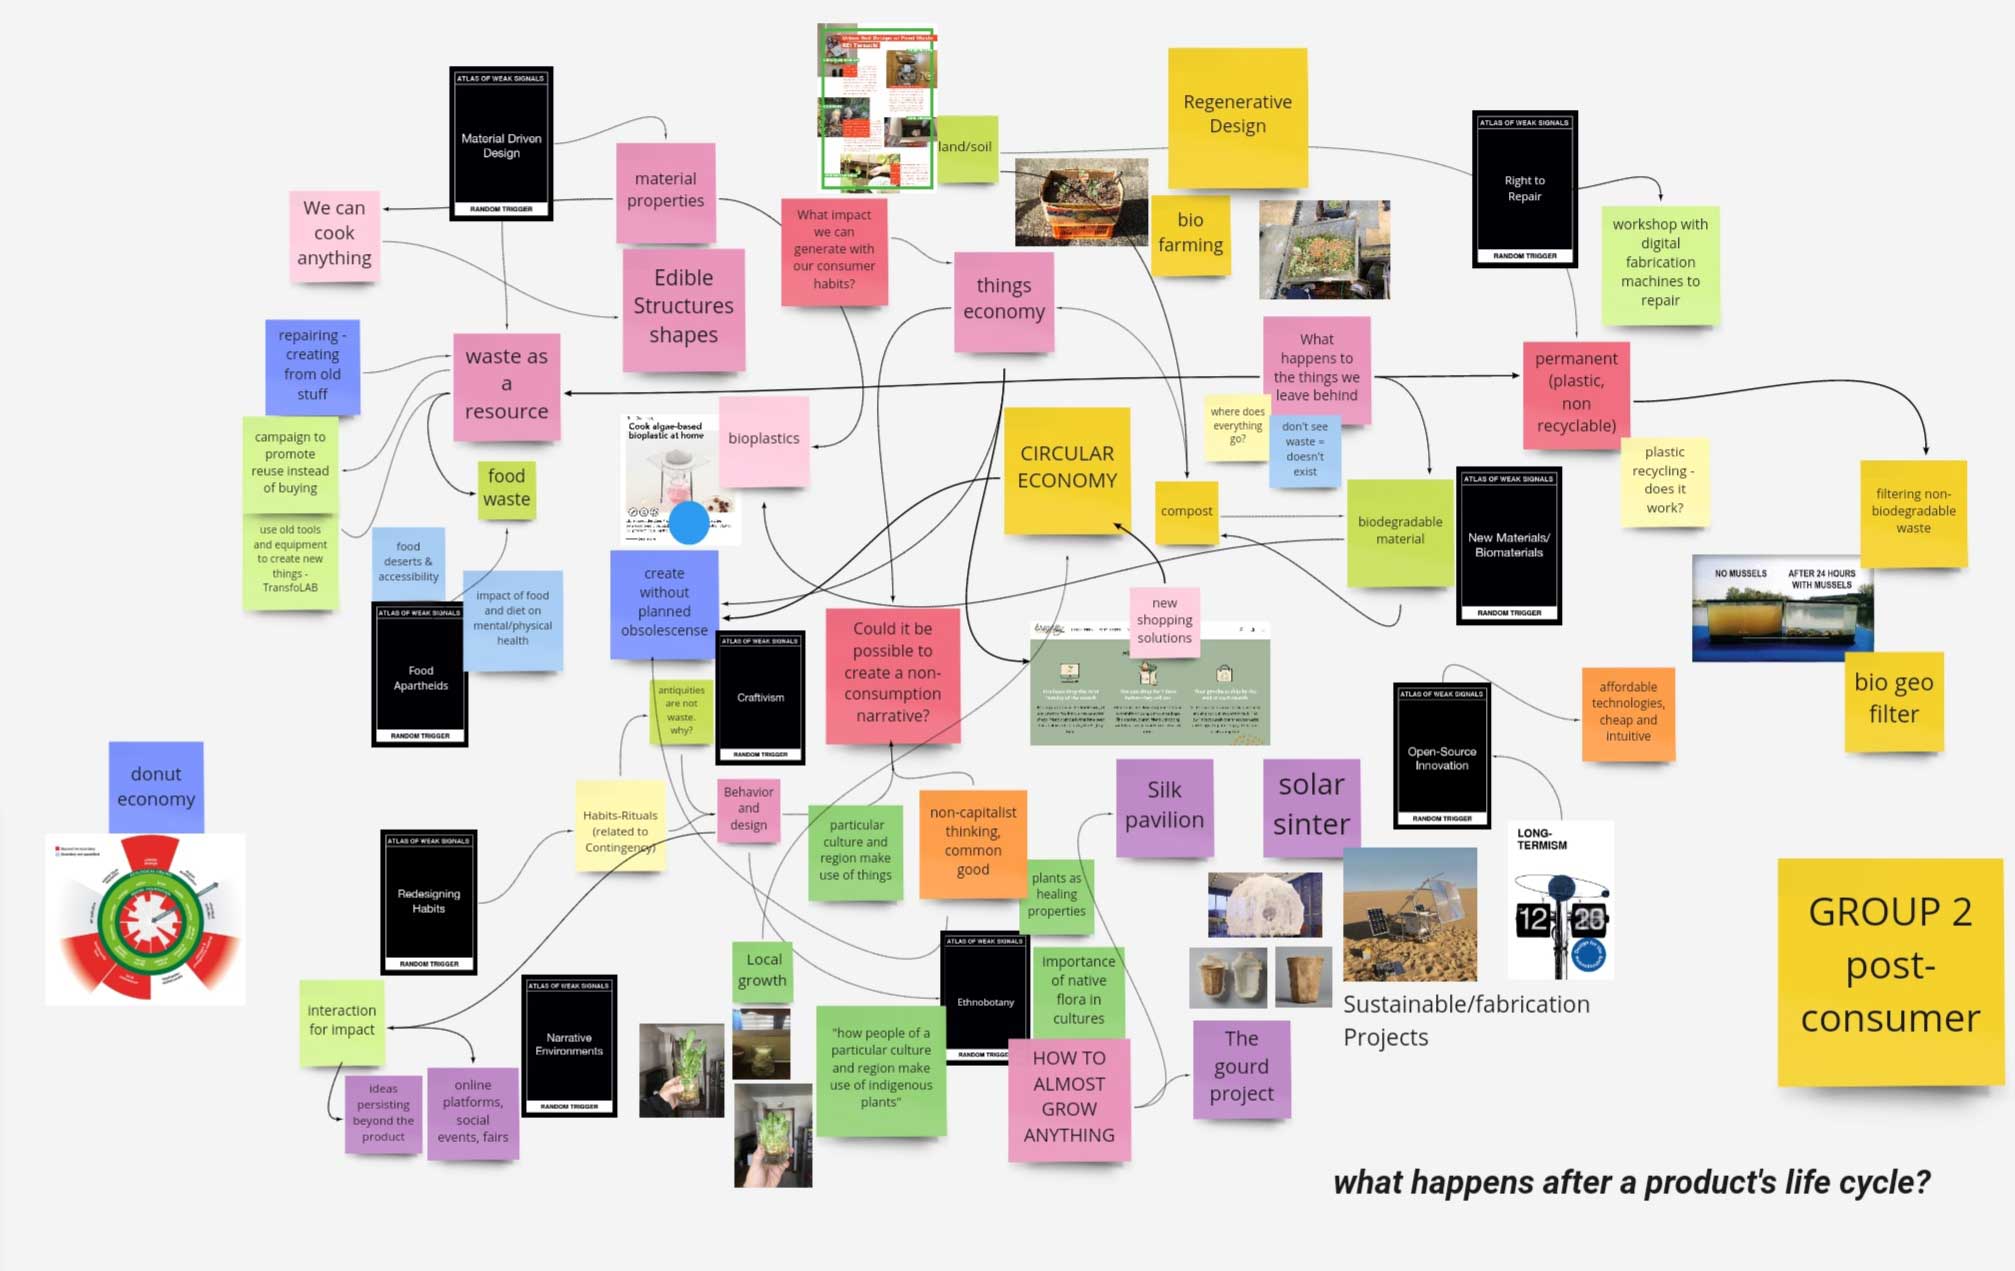 ATLAS OF WEAK SIGNALS
Material Driven
Design
RANDOM TRIGGER
material
properties
We can
cook
anything
Edible
Structures
shapes
What impact
we can
generate with
our consumer
habits?
things
economy
land/soil
Regenerative
Design
bio
farming
ATLAS OF WEAK SIGNALS
Right to
Repair
RANDOM TRIGGER
workshop with
digital
fabrication
machines to
repair
repairing -
creating
from old
stuff
waste as
a
resource
campaign to
promote
reuse instead
of buying
use old tools
and equipment
to create new
things -
TransfoLAB
food
waste
food
deserts &
accessibility
impact of food
and diet on
mental/physical
health
ATLAS OF WEAK SIGNALS
Food
Apartheids
RANDOM TRIGGER
Cook algae-based
bioplastic at home
bioplastics
What
happens to
the things we
leave behind
where does
everything
go?
don't see
waste =
doesn't
exist
permanent
(plastic,
non
recyclable)
plastic
recycling -
does it
work?
filtering non-
biodegradable
waste
CIRCULAR
ECONOMY
compost
biodegradable
material
ATLAS OF WEAK SIGNALS
New Materials/
Biomaterials
RANDOM TRIGGER
NO MUSSELS
AFTER 24 HOURS
WITH MUSSELS
bio geo
filter
create
without
planned
obsolescense
antiquities
are not
waste.
why?
ATLAS OF WEAK SIGNALS
Craftivism
RANDOM TRIGGER
Could it be
possible to
create a non-
consumption
narrative?
new
shopping
solutions
ATLAS OF WEAK SIGNALS
Open-Source
Innovation
RANDOM TRIGGER
affordable
technologies,
cheap and
intuitive
donut
economy
ATLAS OF WEAK SIGNALS
Redesigning
Habits
RANDOM TRIGGER
Habits-Rituals
(related to
Contingency)
Behavior
and
design
particular
culture and
region make
use of things
non-capitalist
thinking,
common
good
plants as
healing
properties
Silk
pavilion
solar
sinter
LONG-
TERMISM
12 28
Sustainable/fabrication
Projects
interaction
for impact
ideas
persisting
beyond the
product
online
platforms,
social
events, fairs
ATLAS OF WEAK SIGNALS
Narrative
Environments
RANDOM TRIGGER
Local
growth
"how people of a
particular culture
and region make
use of indigenous
plants"
ATLAS OF WEAK SIGNALS
Ethnobotany
importance
of native
flora in
cultures
HOW TO
ALMOST
GROW
ANYTHING
The
gourd
project
GROUP 2
post-
consumer
what happens after a product's life cycle?